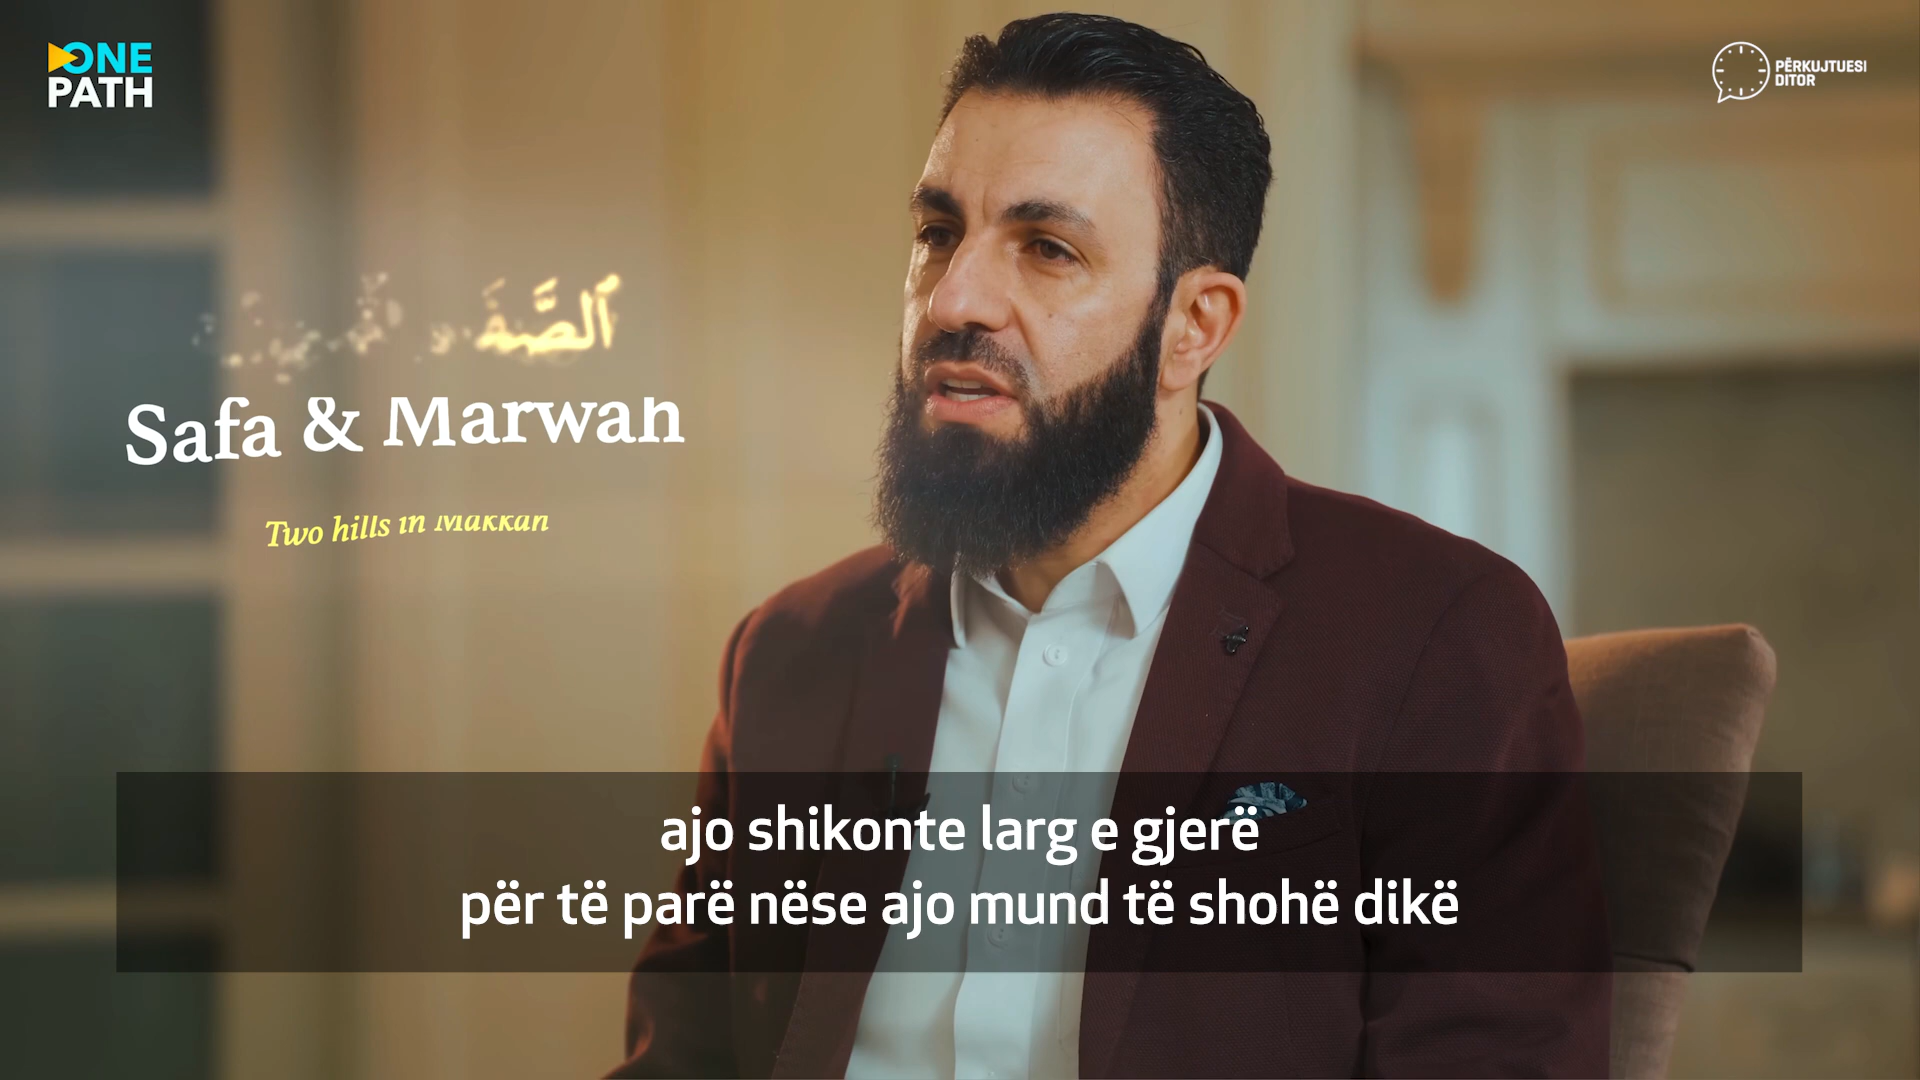 ONE
PATH
PËRKUJTUESI
DITOR
ٱلصَّفَ
Safa & Marwah
Two hills in Makkah
ajo shikonte larg e gjerë
për të parë nëse ajo mund të shohë dikë